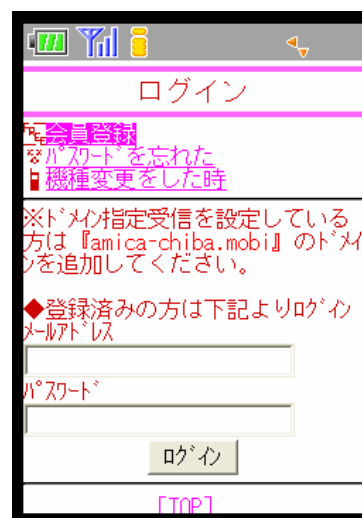 ログイン
FREE会員登録
ﾊﾟｽﾜｰﾄﾞを忘れた
機種変更をした時
※ﾄﾞﾒｲﾝ指定受信を設定している
方は『amica-chiba.mobi』のﾄﾞﾒｲ
ﾝを追加してください。
◆登録済みの方は下記よりﾛｸﾞｲﾝ
ﾒｰﾙｱﾄﾞﾚｽ
ﾊﾟｽﾜｰﾄﾞ
ﾛｸﾞｲﾝ
[TOP]